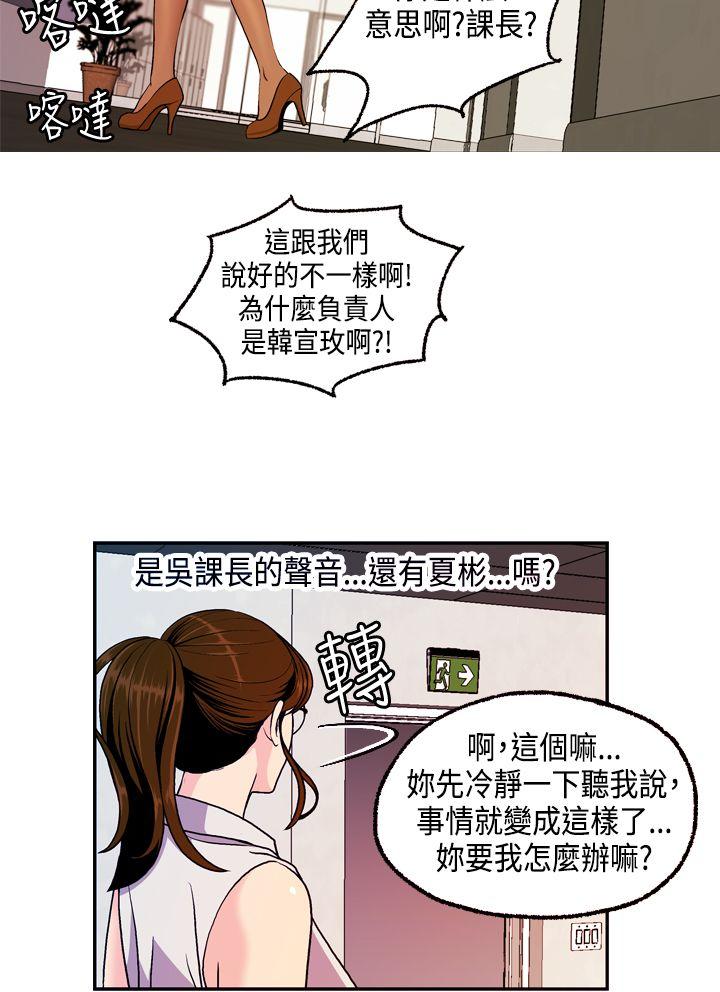 喀噠
喀噠
意思啊?課長?
這跟我們
說好的不一樣啊!
為什麼負責人
是韓宣玫啊?!
是吳課長的聲音...還有夏彬...嗎?
轉
啊,這個嘛...
妳先冷靜一下聽我說,
事情就變成這樣了...
妳要我怎麼辦嘛?